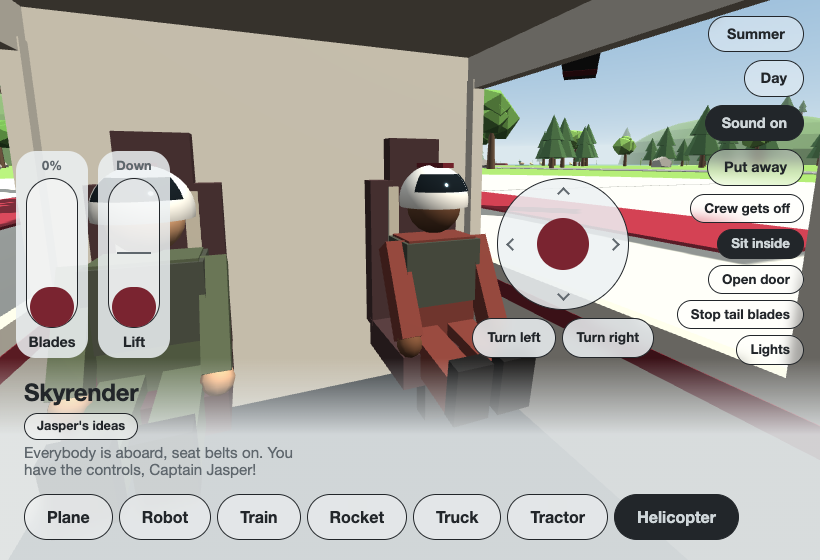 Summer
Day
Sound on
0%
Down
Put away
Crew gets off
Sit inside
Open door
Stop tail blades
Blades
Lift
Turn left
Turn right
Lights
Skyrender
Jasper's ideas
Everybody is aboard, seat belts on. You
have the controls, Captain Jasper!
Plane
Robot
Train
Rocket
Truck
Tractor
Helicopter